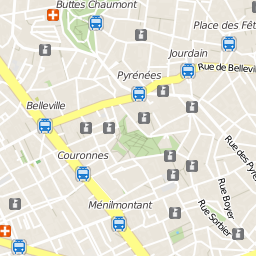 Buttes Chaumont
Place des Fêt
Jourdain
Rue de Bellevil
Pyrénées
Belleville
Couronnes
Rue des Pyre
Rue Boyer
Ménilmontant
Rue Sorbier